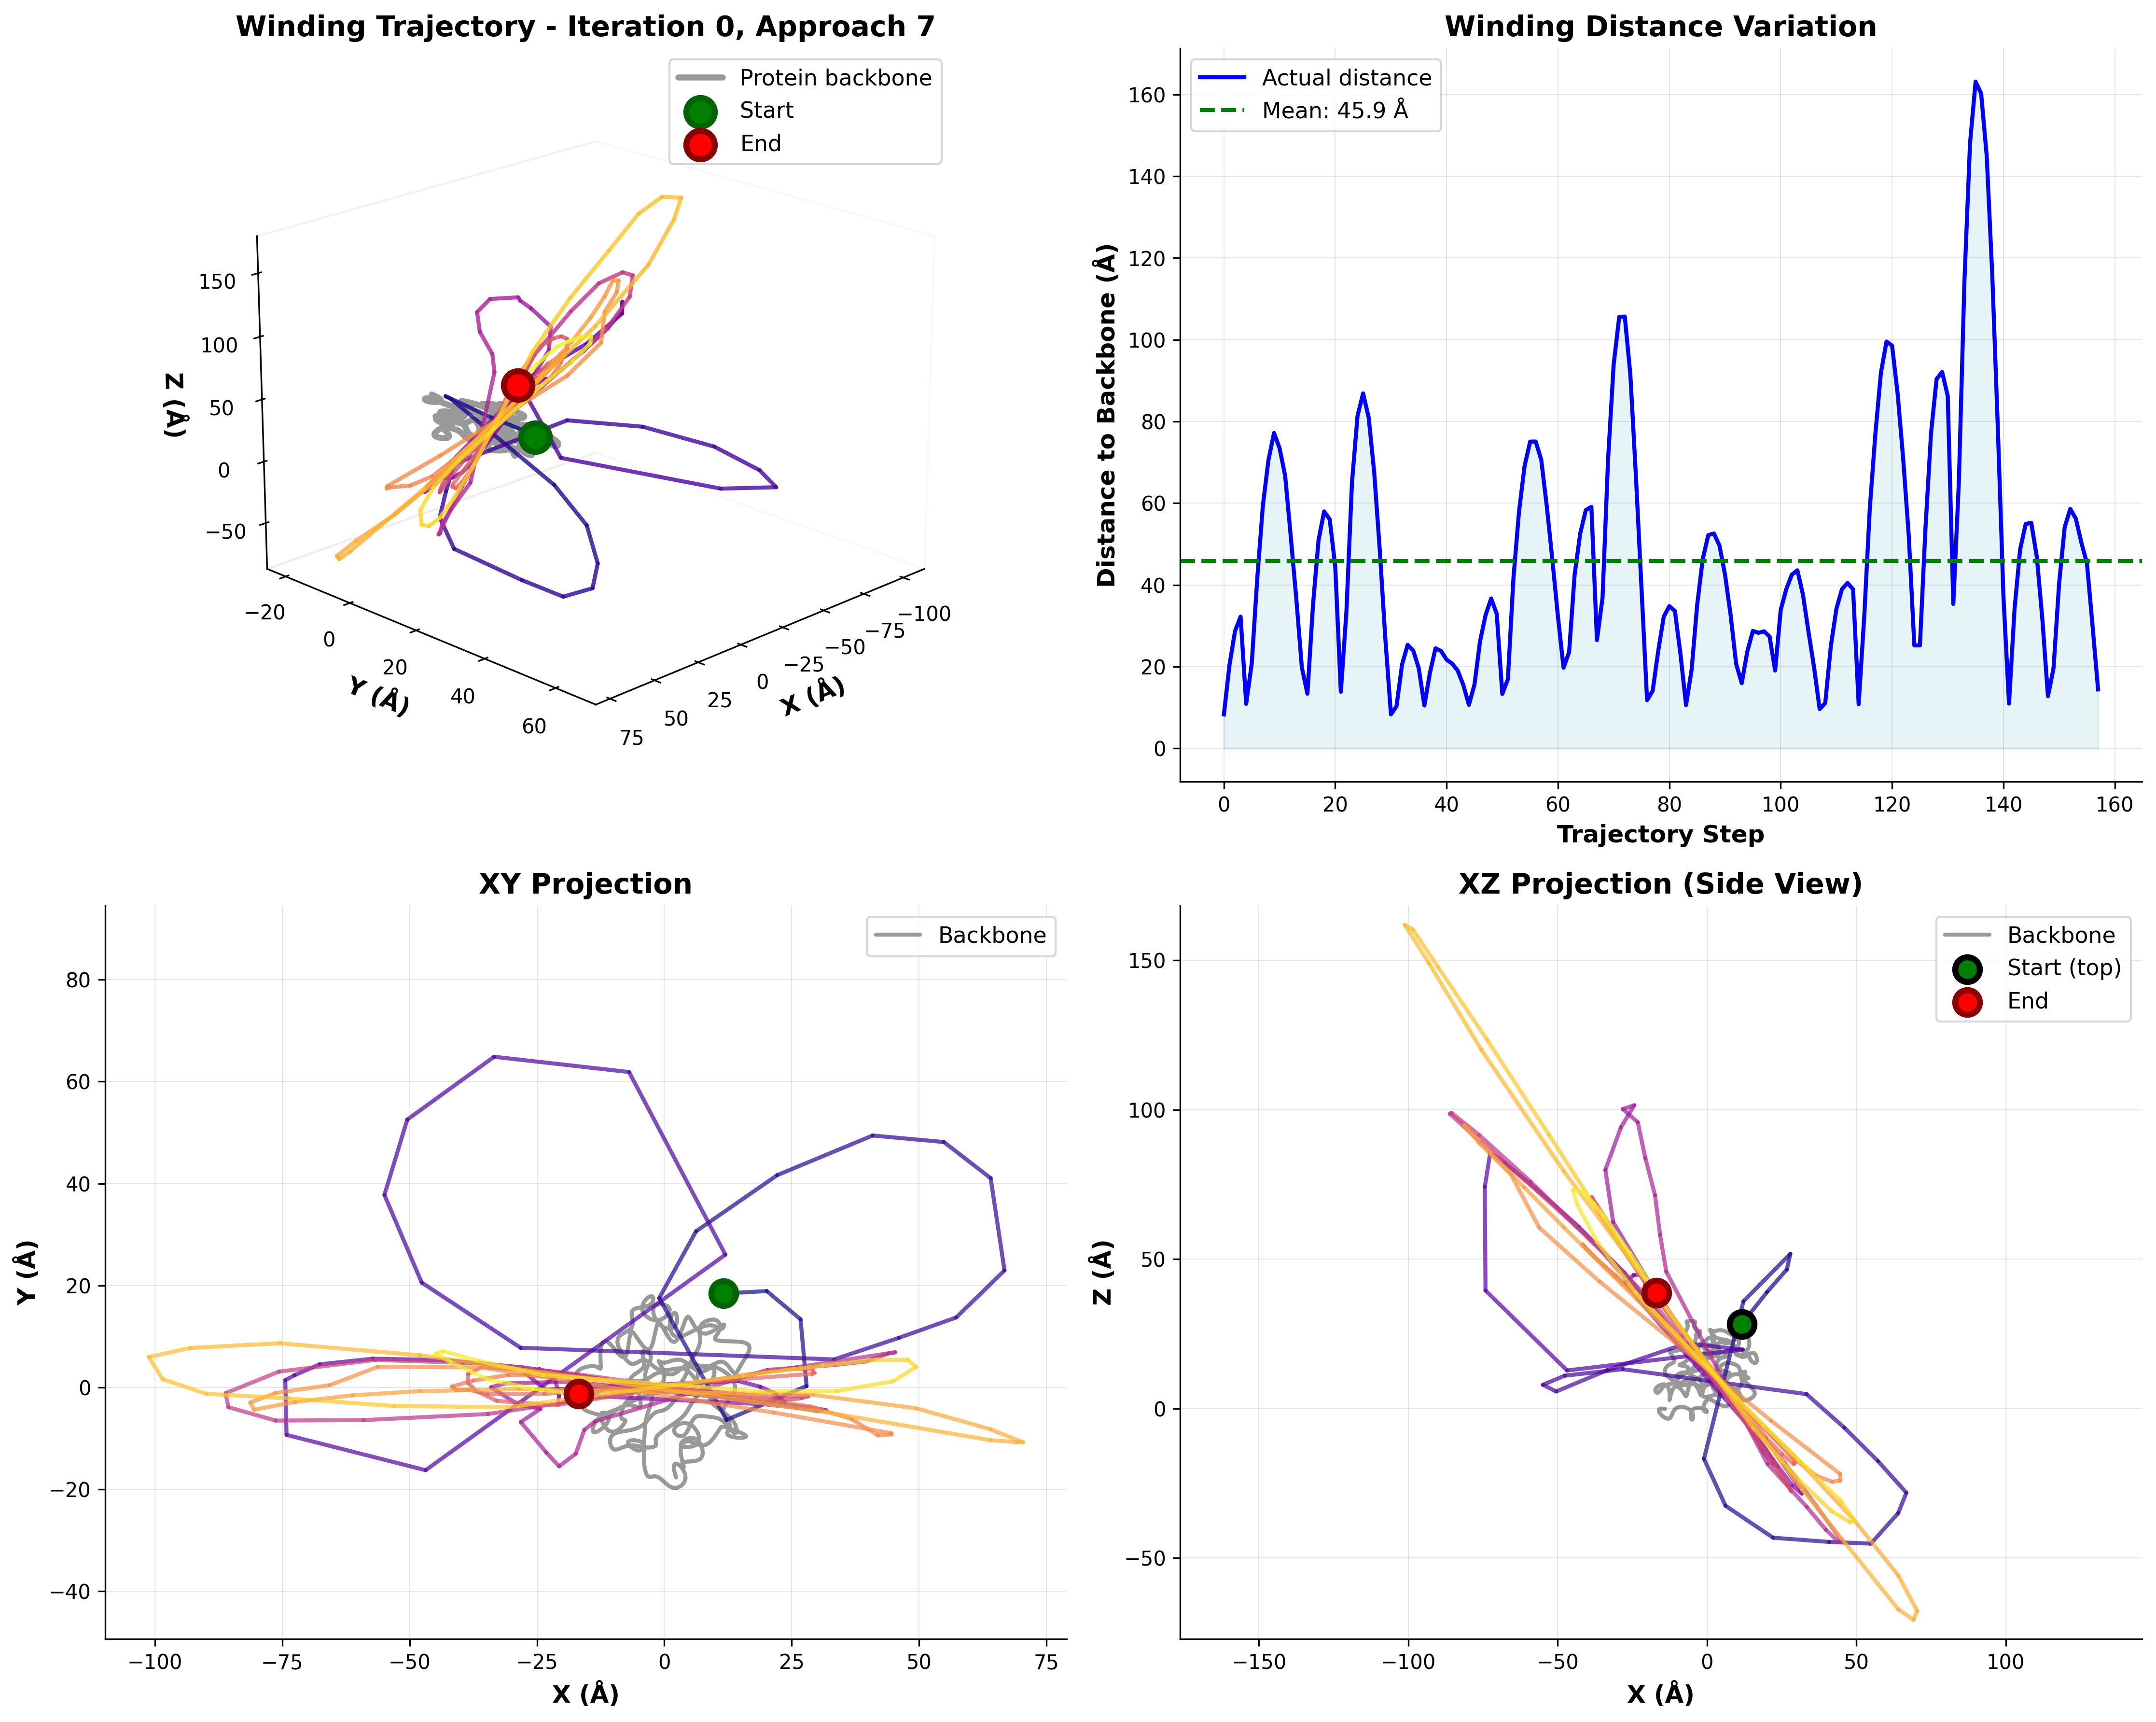 Winding Trajectory - Iteration 0, Approach 7
Protein backbone
Start
End
150
100
50
0
−50
Z (Å)
−20
0
20
40
60
Y (Å)
75
50
25
0
−25
−50
−75
−100
X (Å)
Winding Distance Variation
Actual distance
Mean: 45.9 Å
160
140
120
100
80
60
40
20
0
Distance to Backbone (Å)
0 20 40 60 80 100 120 140 160
Trajectory Step
XY Projection
Backbone
80
60
40
20
0
−20
−40
Y (Å)
−100 −75 −50 −25 0 25 50 75
X (Å)
XZ Projection (Side View)
Backbone
Start (top)
End
150
100
50
0
−50
Z (Å)
−150 −100 −50 0 50 100
X (Å)